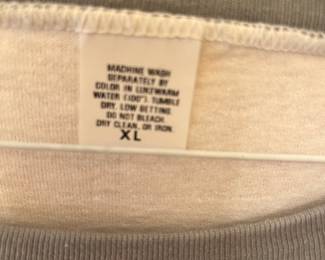 MACHINE WASH
SEPARATELY BY
COLOR IN LUKEWARM
WATER (100°). TUMBLE
DRY. LOW SETTING.
DO NOT BLEACH.
DRY CLEAN, OR IRON.
XL